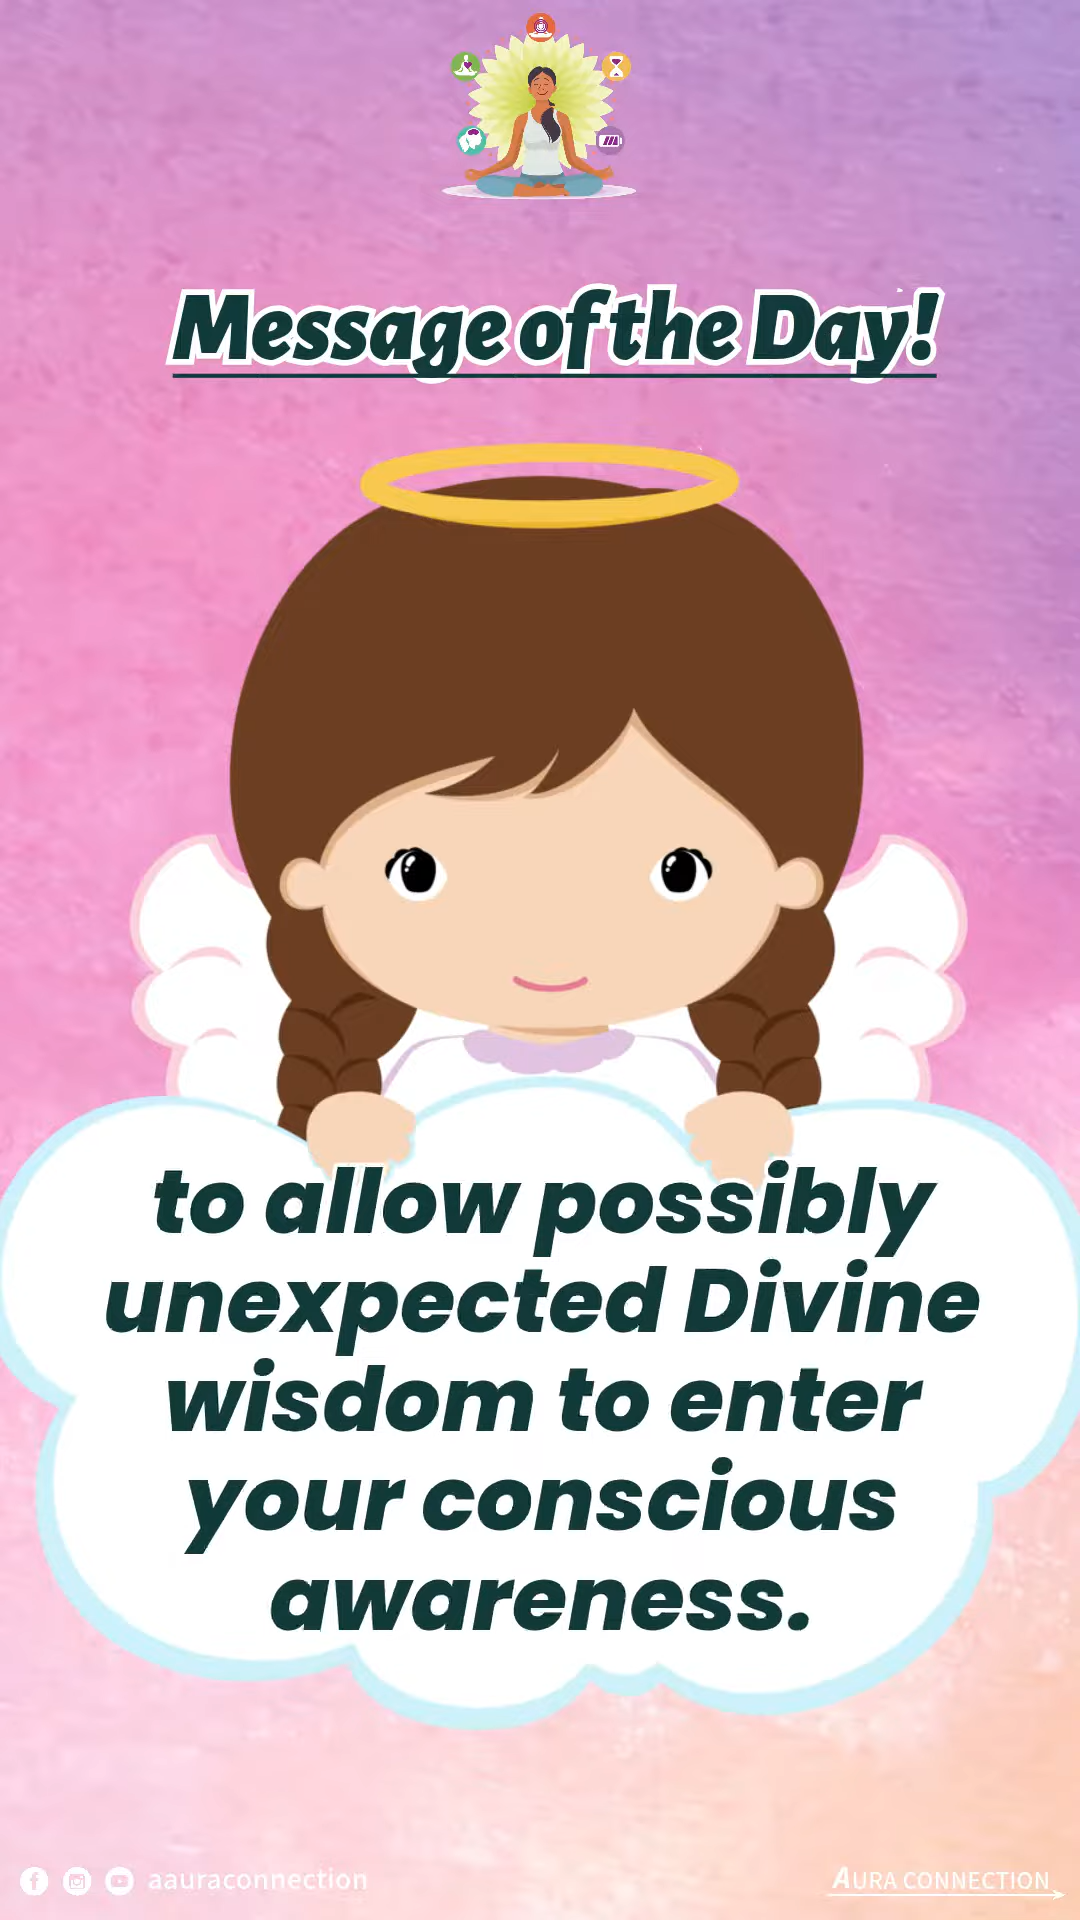 Message of the Day!
to allow possibly
unexpected Divine
wisdom to enter
your conscious
awareness.
aauraconnection
AURA CONNECTION